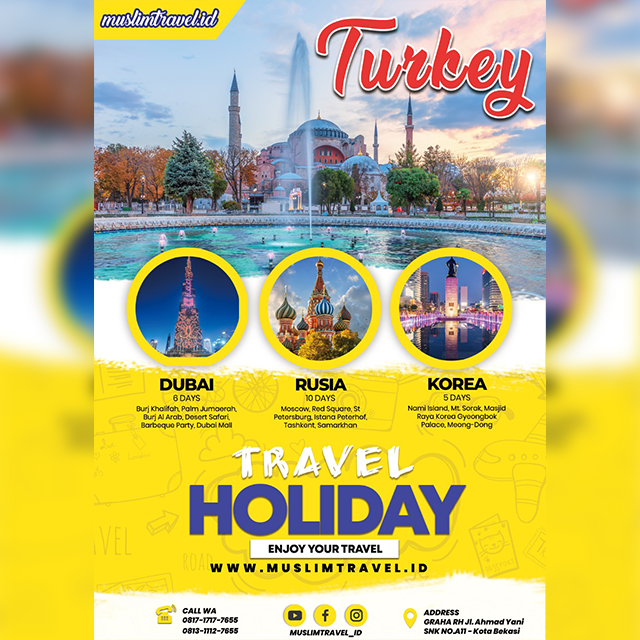 muslimtravel.id
Turkey
DUBAI
6 DAYS
Burj Khalifah, Palm Jumaerah,
Burj Al Arab, Desert Safari,
Barbeque Party, Dubai Mall
RUSIA
10 DAYS
Moscow, Red Square, St
Petersburg, Istana Peterhof,
Tashkent, Samarkhan
KOREA
5 DAYS
Nami Island, Mt. Sorak, Masjid
Raya Korea Gyeongbok
Palace, Meong-Dong
TRAVEL
HOLIDAY
ENJOY YOUR TRAVEL
WWW.MUSLIMTRAVEL.ID
CALL WA
0817-1717-7655
0813-1112-7655
MUSLIMTRAVEL_ID
ADDRESS
GRAHA RH Jl. Ahmad Yani
SNK NO.A11 - Kota Bekasi
AVEL
ROAD